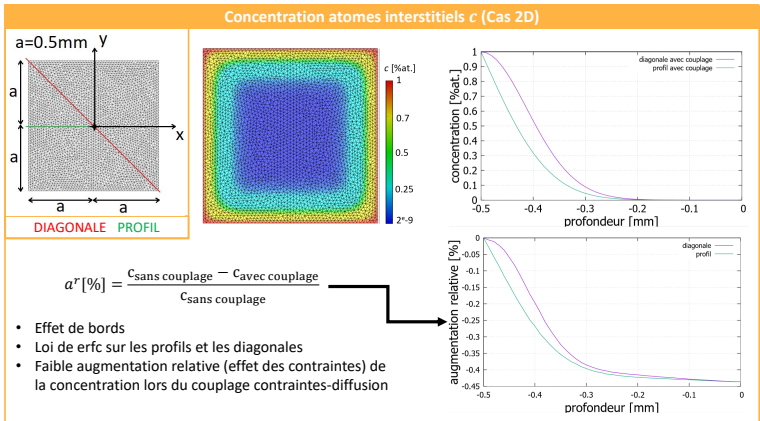 Concentration atomes interstitiels c (Cas 2D)
a=0.5mm
y
x
a
a
a
a
DIAGONALE PROFIL
c [%at.]
1
0.7
0.5
0.25
2e-9
concentration [%at.]
1
0.9
0.8
0.7
0.6
0.5
0.4
0.3
0.2
0.1
0
diagonale avec couplage
profil avec couplage
-0.5 -0.4 -0.3 -0.2 -0.1 0
profondeur [mm]
a^r[%] = (c_sans couplage − c_avec couplage) / c_sans couplage
augmentation relative [%]
0
-0.05
-0.1
-0.15
-0.2
-0.25
-0.3
-0.35
-0.4
-0.45
diagonale
profil
-0.5 -0.4 -0.3 -0.2 -0.1 0
profondeur [mm]
• Effet de bords
• Loi de erfc sur les profils et les diagonales
• Faible augmentation relative (effet des contraintes) de
la concentration lors du couplage contraintes-diffusion